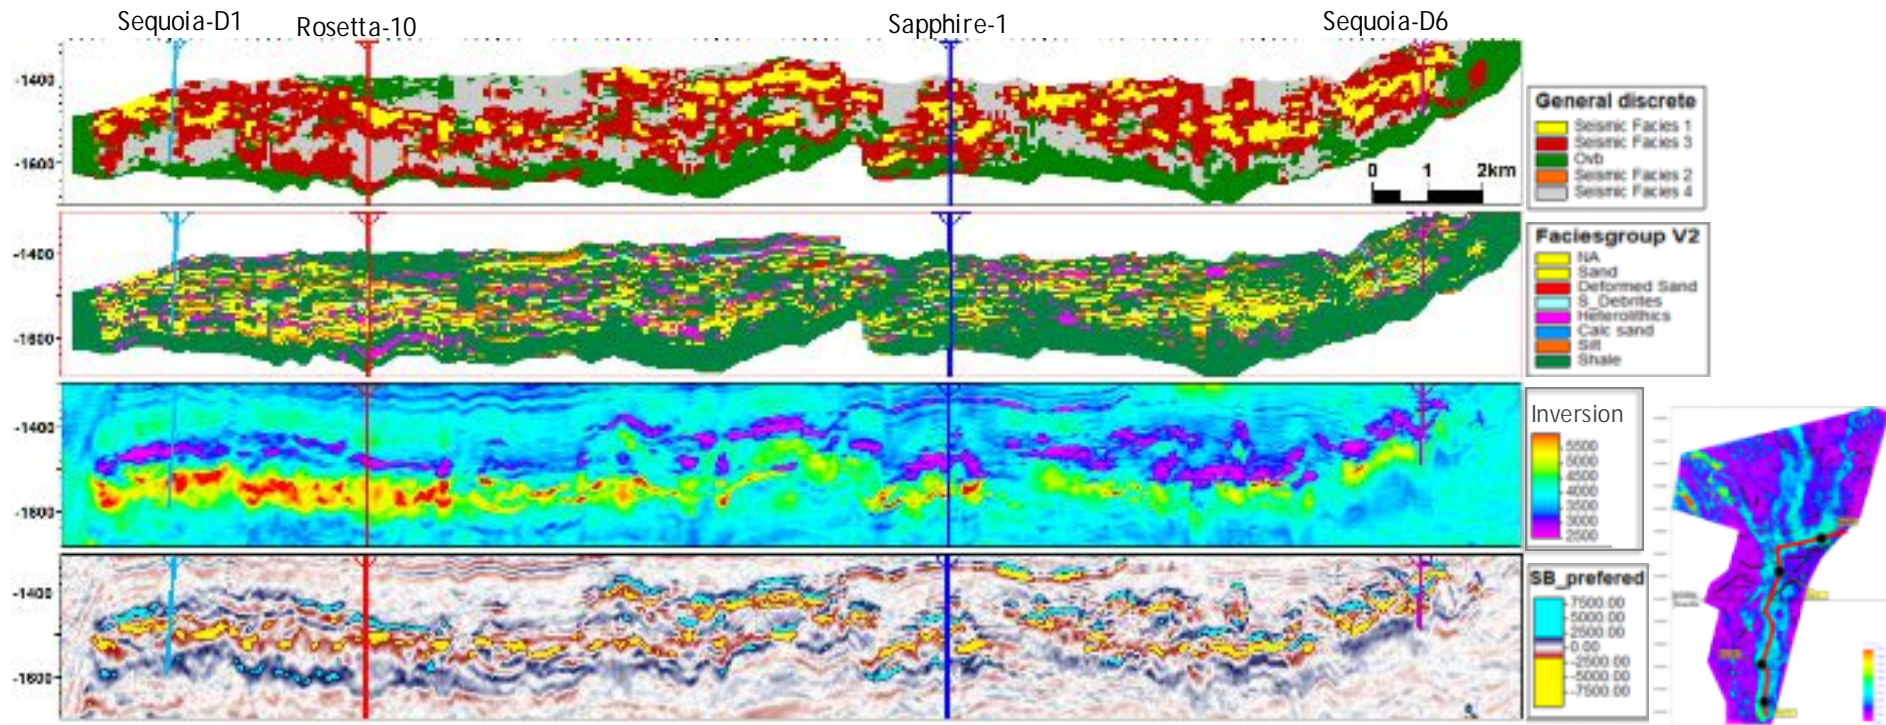 Sequoia-D1
Rosetta-10
Sapphire-1
Sequoia-D6
-1400
-1600
0 1 2km
General discrete
Seismic Facies 1
Seismic Facies 3
Ovb
Seismic Facies 2
Seismic Facies 4
-1400
-1600
Faciesgroup V2
NA
Sand
Deformed Sand
S_Debrites
Heterolithics
Calc sand
Silt
Shale
-1400
-1600
Inversion
5500
5000
4500
4000
3500
3000
2500
-1400
-1600
SB_prefered
7500.00
5000.00
2500.00
0.00
-2500.00
-5000.00
-7500.00